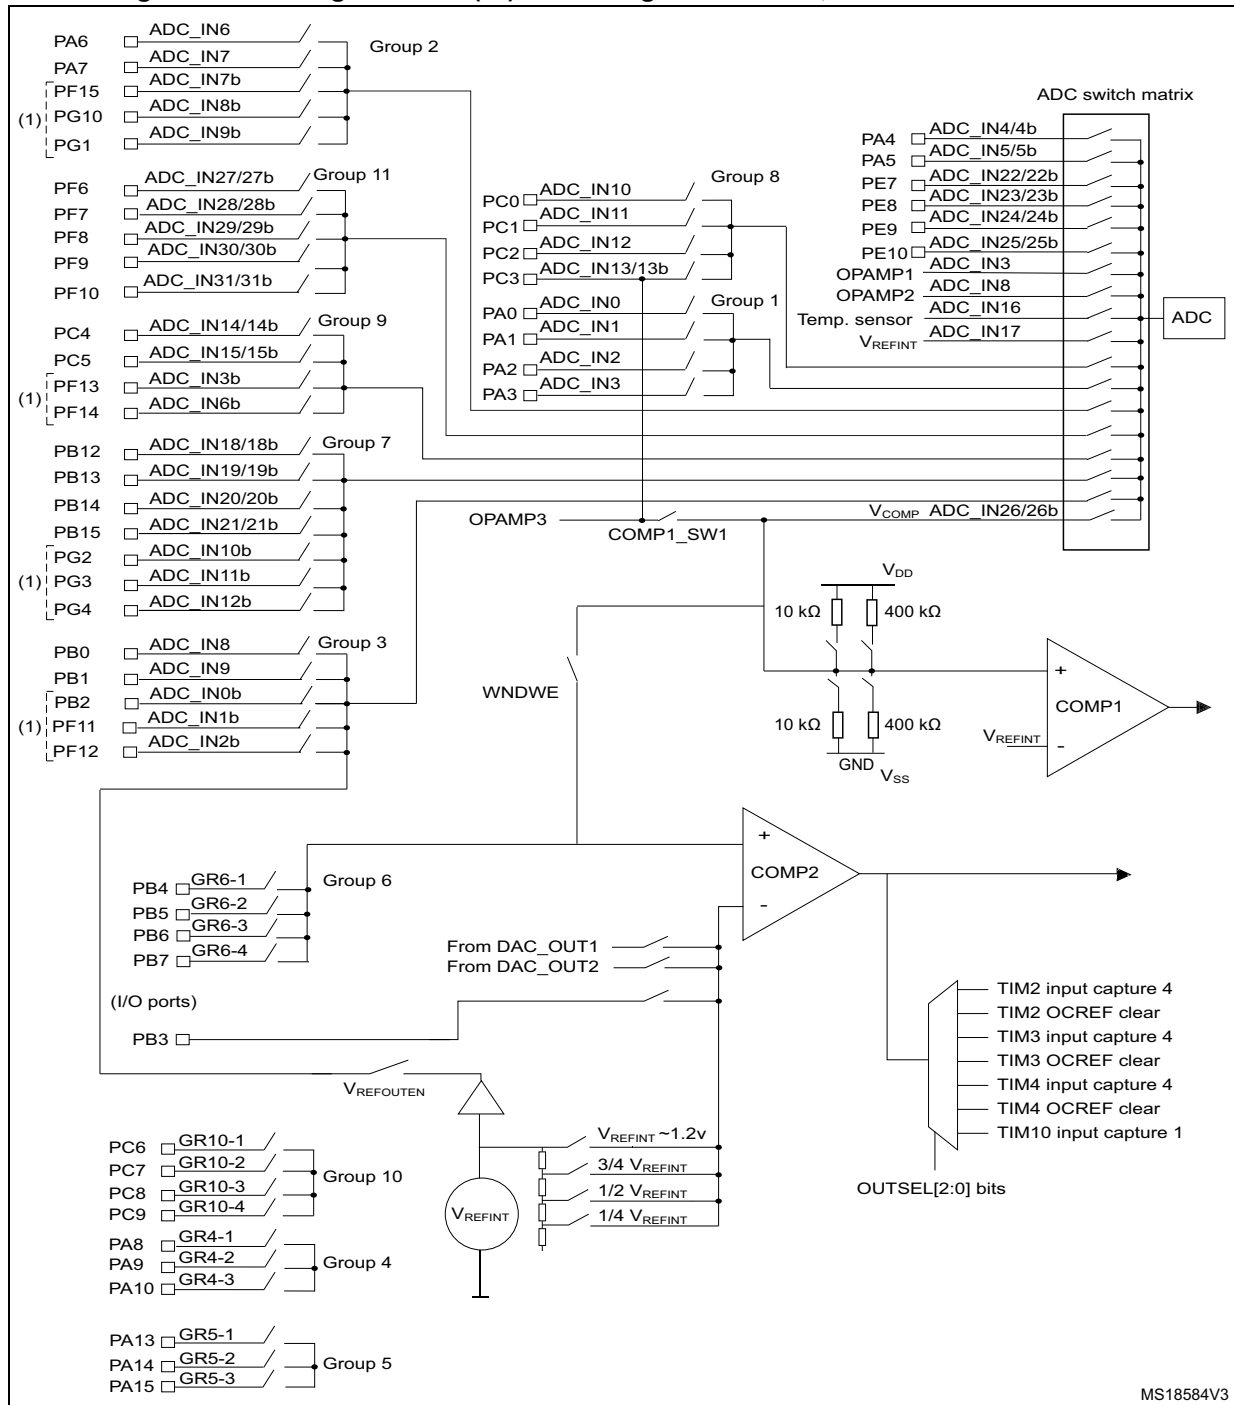 PA6 ADC_IN6
PA7 ADC_IN7
Group 2
PF15 ADC_IN7b
(1) PG10 ADC_IN8b
PG1 ADC_IN9b
PF6 ADC_IN27/27b Group 11
PF7 ADC_IN28/28b
PF8 ADC_IN29/29b
PF9 ADC_IN30/30b
PF10 ADC_IN31/31b
PC4 ADC_IN14/14b Group 9
PC5 ADC_IN15/15b
PF13 ADC_IN3b
(1)
PF14 ADC_IN6b
PB12 ADC_IN18/18b Group 7
PB13 ADC_IN19/19b
PB14 ADC_IN20/20b
PB15 ADC_IN21/21b
PG2 ADC_IN10b
(1) PG3 ADC_IN11b
PG4 ADC_IN12b
PB0 ADC_IN8 Group 3
PB1 ADC_IN9
PB2 ADC_IN0b
(1) PF11 ADC_IN1b
PF12 ADC_IN2b
PC0 ADC_IN10 Group 8
PC1 ADC_IN11
PC2 ADC_IN12
PC3 ADC_IN13/13b
PA0 ADC_IN0 Group 1
PA1 ADC_IN1
PA2 ADC_IN2
PA3 ADC_IN3
ADC switch matrix
PA4 ADC_IN4/4b
PA5 ADC_IN5/5b
PE7 ADC_IN22/22b
PE8 ADC_IN23/23b
PE9 ADC_IN24/24b
PE10 ADC_IN25/25b
OPAMP1 ADC_IN3
OPAMP2 ADC_IN8
Temp. sensor ADC_IN16
VREFINT ADC_IN17
ADC
OPAMP3
COMP1_SW1
VCOMP ADC_IN26/26b
VDD
10 kΩ 400 kΩ
WNDWE
10 kΩ 400 kΩ
GND
VSS
+
COMP1
VREFINT -
+
COMP2
-
PB4 GR6-1 Group 6
PB5 GR6-2
PB6 GR6-3
PB7 GR6-4
From DAC_OUT1
From DAC_OUT2
(I/O ports)
PB3
VREFOUTEN
TIM2 input capture 4
TIM2 OCREF clear
TIM3 input capture 4
TIM3 OCREF clear
TIM4 input capture 4
TIM4 OCREF clear
TIM10 input capture 1
OUTSEL[2:0] bits
VREFINT ~1.2v
3/4 VREFINT
1/2 VREFINT
1/4 VREFINT
VREFINT
PC6 GR10-1
PC7 GR10-2
Group 10
PC8 GR10-3
PC9 GR10-4
PA8 GR4-1
PA9 GR4-2 Group 4
PA10 GR4-3
PA13 GR5-1
PA14 GR5-2 Group 5
PA15 GR5-3
MS18584V3